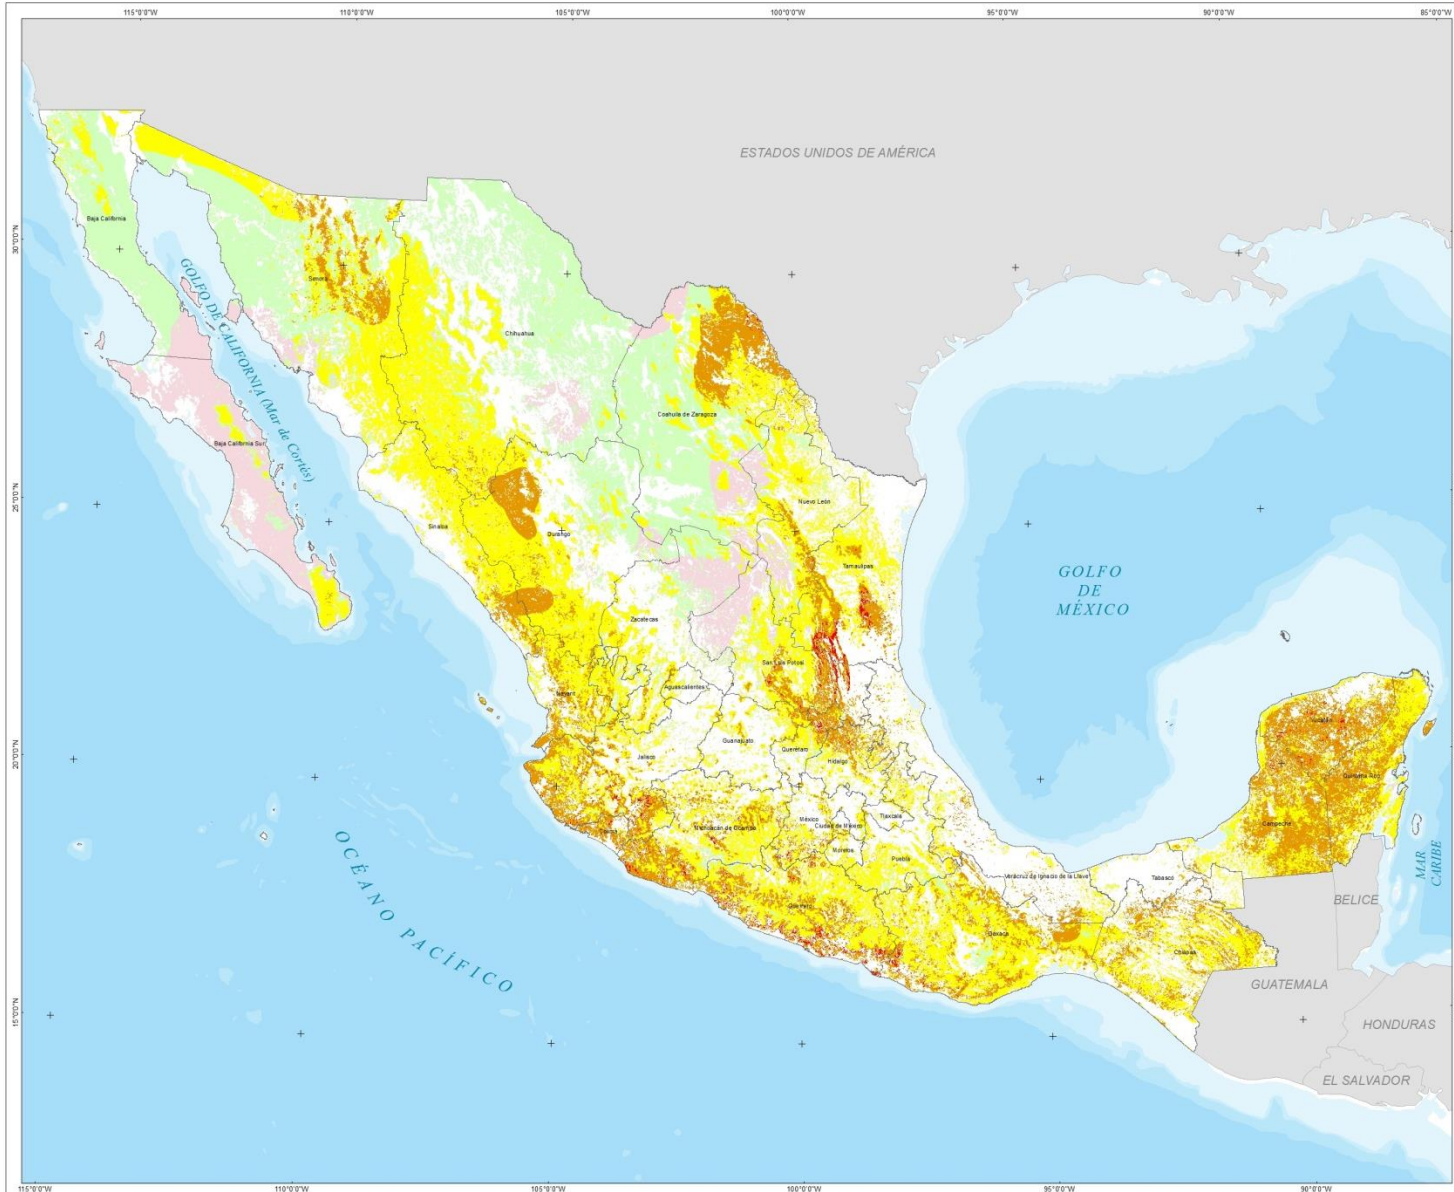 115°0'0"W
110°0'0"W
105°0'0"W
100°0'0"W
95°0'0"W
90°0'0"W
85°0'0"W
ESTADOS UNIDOS DE AMÉRICA
Baja California
30°0'0"N
GOLFO DE CALIFORNIA (Mar de Cortés)
Sonora
Chihuahua
Coahuila de Zaragoza
Baja California Sur
25°0'0"N
Nuevo León
Sinaloa
Durango
Tamaulipas
GOLFO
DE
MÉXICO
Zacatecas
San Luis Potosí
Aguascalientes
Nayarit
Yucatán
20°0'0"N
Guanajuato
Querétaro
Jalisco
Hidalgo
Quintana Roo
México
Tlaxcala
Ciudad de México
Michoacán de Ocampo
Colima
Campeche
Morelos
Puebla
MAR
CARIBE
Veracruz de Ignacio de la Llave
Tabasco
OCÉANO PACÍFICO
BELICE
Guerrero
Oaxaca
Chiapas
GUATEMALA
15°0'0"N
HONDURAS
EL SALVADOR
115°0'0"W
110°0'0"W
105°0'0"W
100°0'0"W
95°0'0"W
90°0'0"W